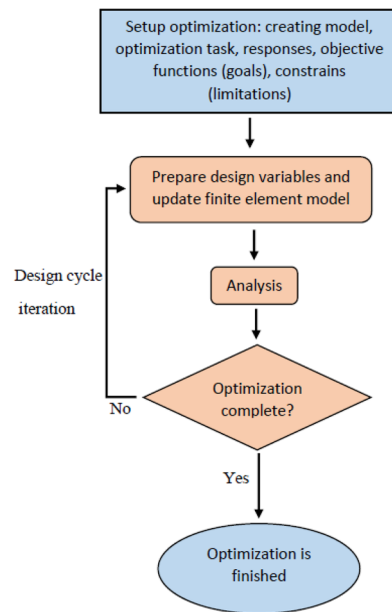 Setup optimization: creating model,
optimization task, responses, objective
functions (goals), constrains
(limitations)
Prepare design variables and
update finite element model
Design cycle
iteration
Analysis
Optimization
complete?
No
Yes
Optimization is
finished